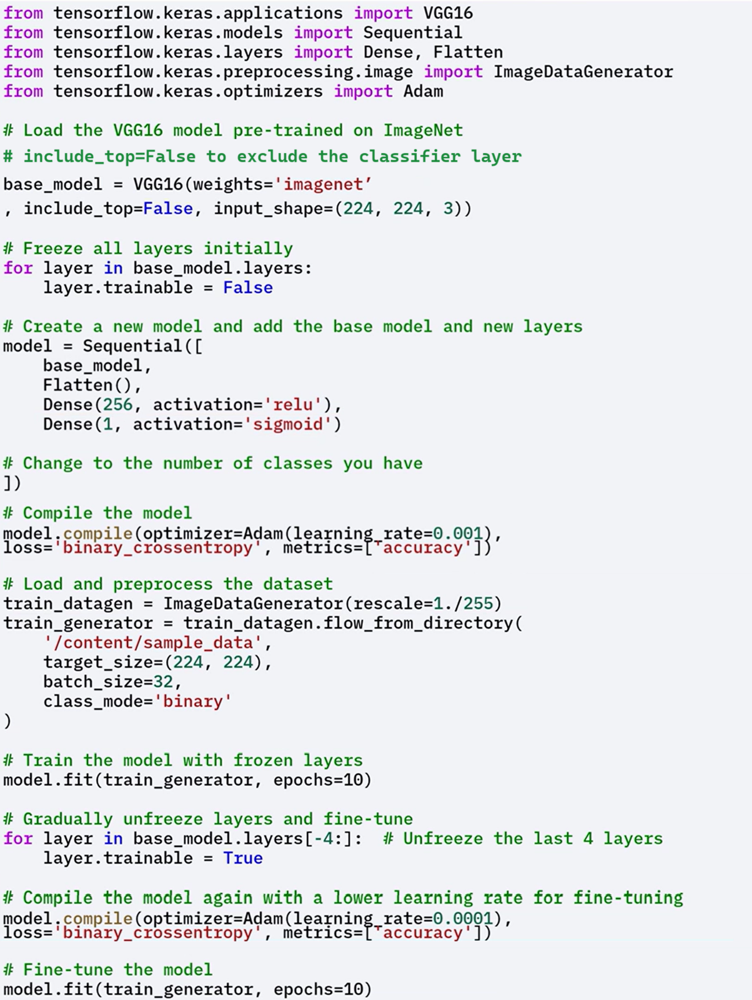 from tensorflow.keras.applications import VGG16
from tensorflow.keras.models import Sequential
from tensorflow.keras.layers import Dense, Flatten
from tensorflow.keras.preprocessing.image import ImageDataGenerator
from tensorflow.keras.optimizers import Adam

# Load the VGG16 model pre-trained on ImageNet
# include_top=False to exclude the classifier layer
base_model = VGG16(weights='imagenet’
, include_top=False, input_shape=(224, 224, 3))

# Freeze all layers initially
for layer in base_model.layers:
    layer.trainable = False

# Create a new model and add the base model and new layers
model = Sequential([
    base_model,
    Flatten(),
    Dense(256, activation='relu'),
    Dense(1, activation='sigmoid')

# Change to the number of classes you have
])

# Compile the model
model.compile(optimizer=Adam(learning_rate=0.001),
loss='binary_crossentropy', metrics=['accuracy'])

# Load and preprocess the dataset
train_datagen = ImageDataGenerator(rescale=1./255)
train_generator = train_datagen.flow_from_directory(
    '/content/sample_data',
    target_size=(224, 224),
    batch_size=32,
    class_mode='binary'
)

# Train the model with frozen layers
model.fit(train_generator, epochs=10)

# Gradually unfreeze layers and fine-tune
for layer in base_model.layers[-4:]:  # Unfreeze the last 4 layers
    layer.trainable = True

# Compile the model again with a lower learning rate for fine-tuning
model.compile(optimizer=Adam(learning_rate=0.0001),
loss='binary_crossentropy', metrics=['accuracy'])

# Fine-tune the model
model.fit(train_generator, epochs=10)